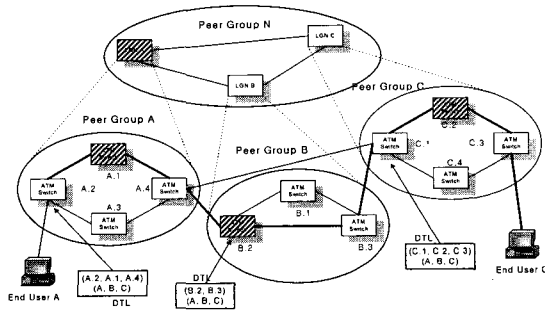 Peer Group N
LGN C
LGN B
Peer Group C
Peer Group A
Peer Group B
C.2
ATM Switch
C.1
C.3
ATM Switch
C.4
ATM Switch
A.1
ATM Switch
A.2
A.4
ATM Switch
A.3
ATM Switch
ATM Switch
B.1
B.2
ATM Switch
B.3
DTL
(C.1, C.2, C.3)
(A, B, C)
DTL
(B.2, B.3)
(A, B, C)
(A.2, A.1, A.4)
(A, B, C)
DTL
End User A
End User C